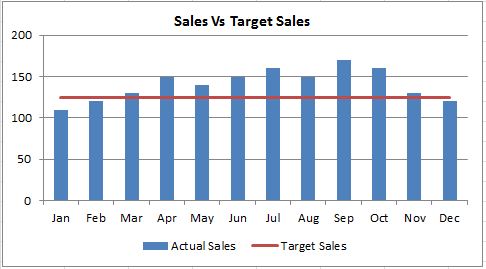 Sales Vs Target Sales
200
150
100
50
0
Jan Feb Mar Apr May Jun Jul Aug Sep Oct Nov Dec
Actual Sales Target Sales